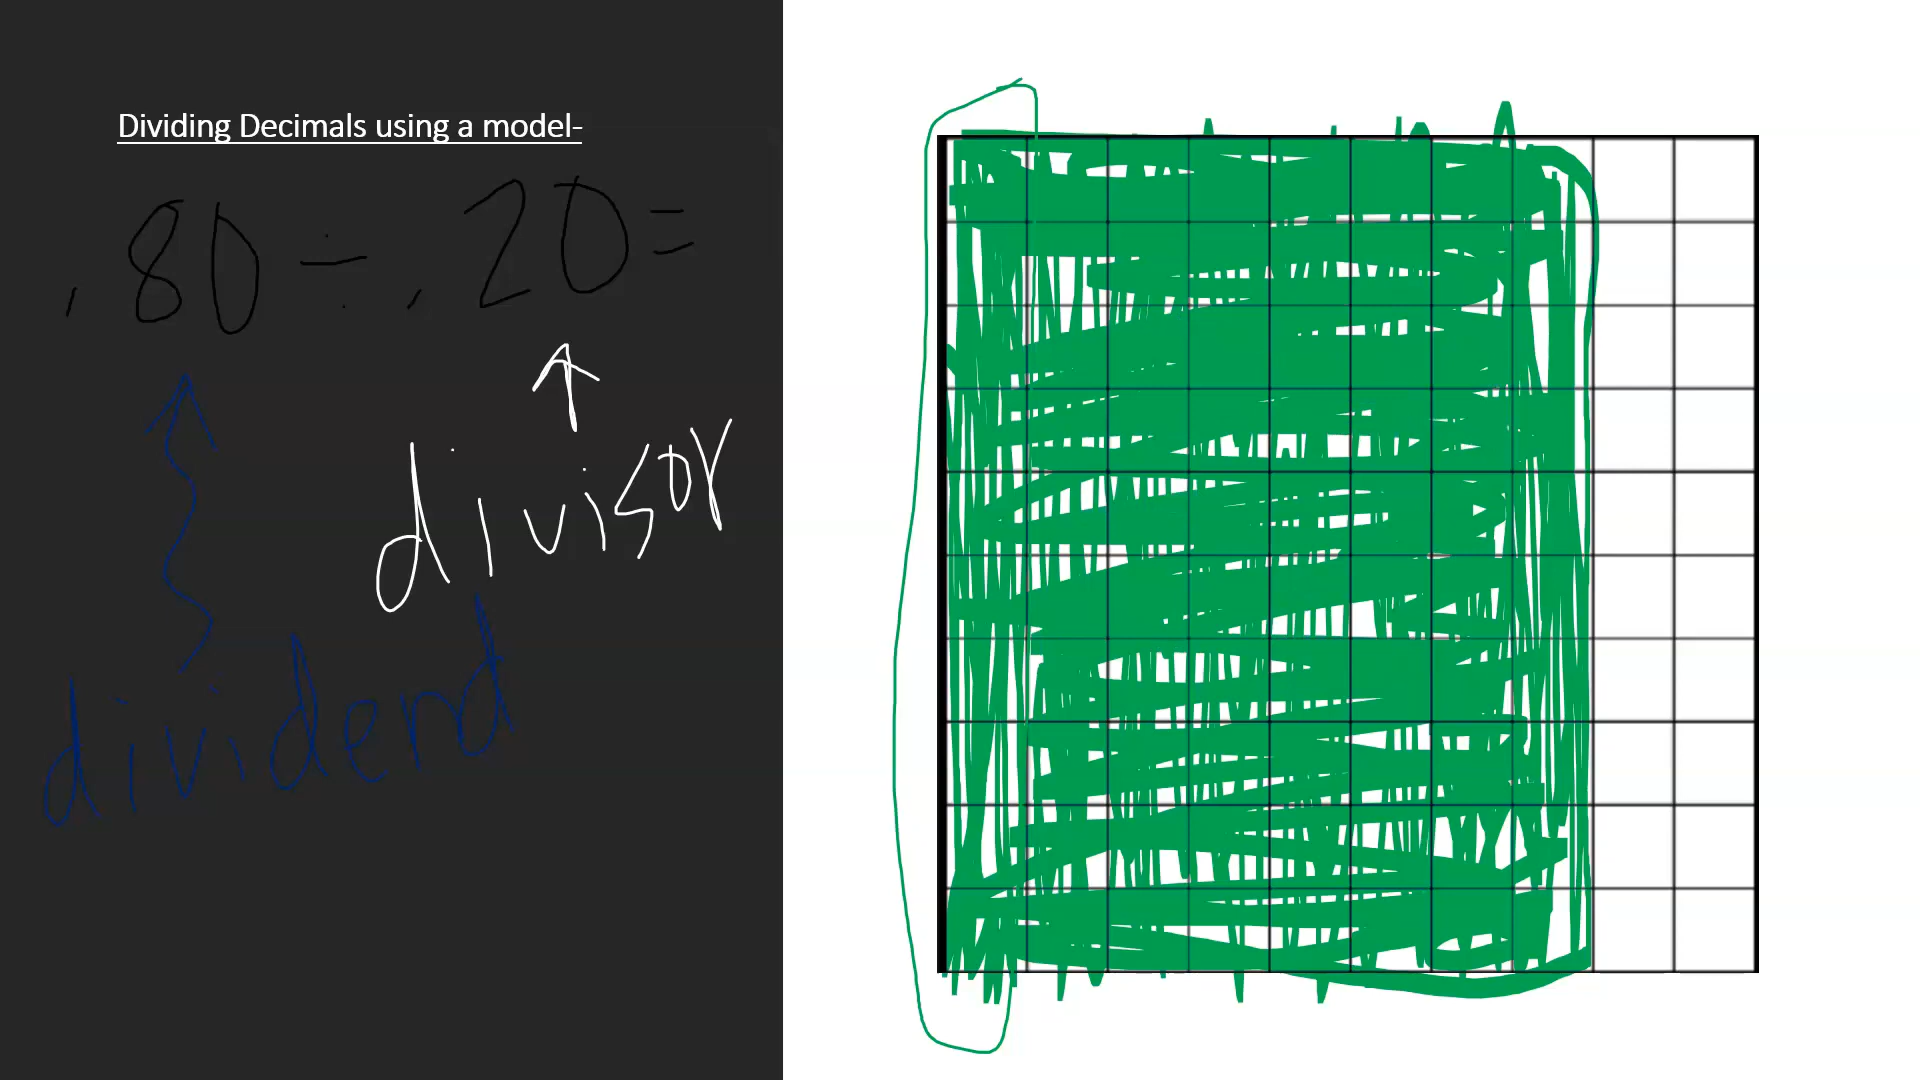 Dividing Decimals using a model-
.80 ÷ .20=
divisor
dividend